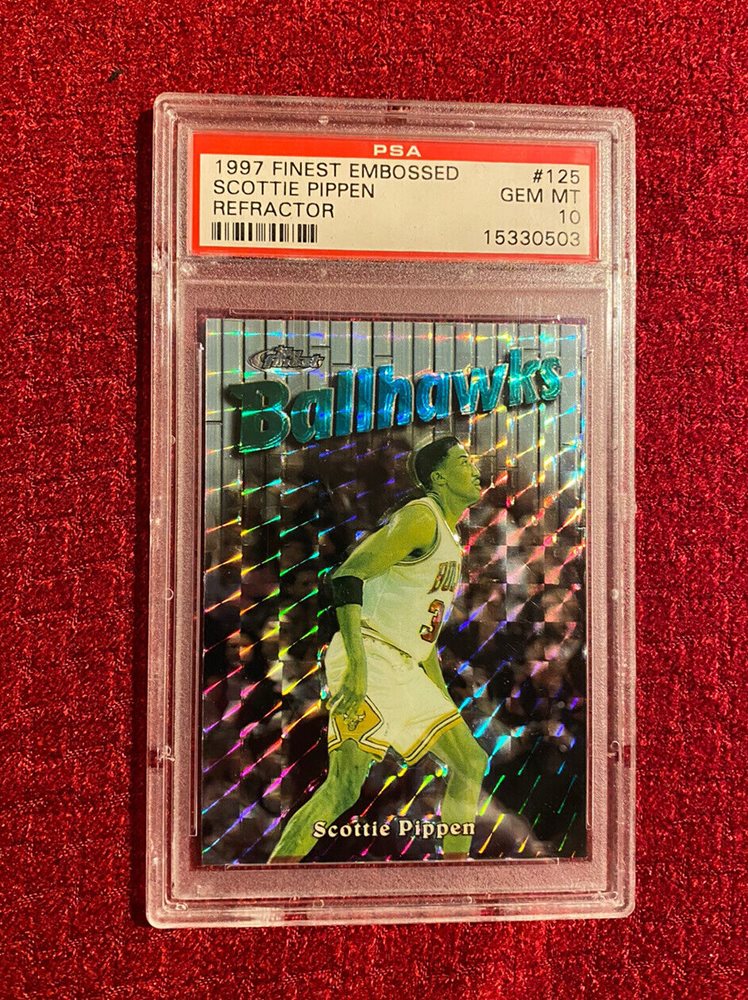 PSA
1997 FINEST EMBOSSED #125
SCOTTIE PIPPEN GEM MT
REFRACTOR 10
15330503
Finest
Ballhawks
Scottie Pippen